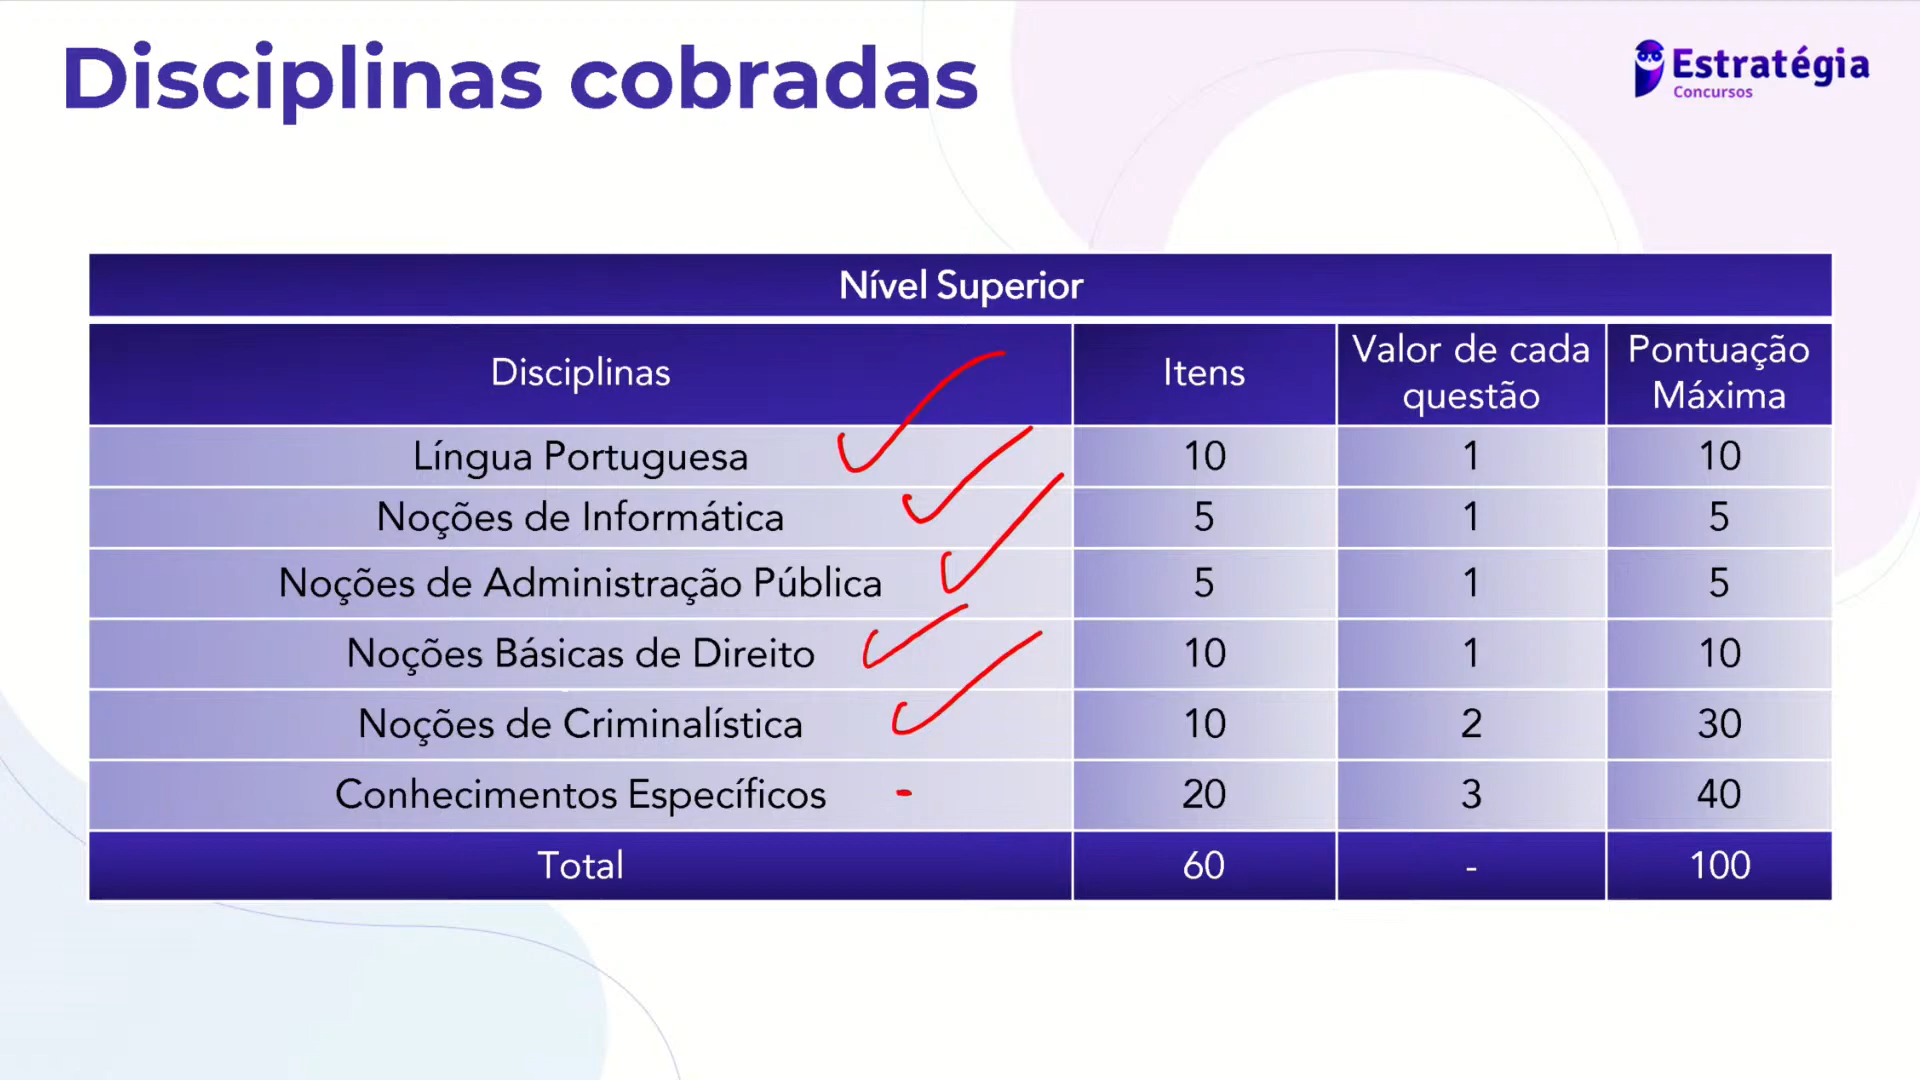 Disciplinas cobradas
Estratégia
Concursos
Nível Superior
Disciplinas Itens Valor de cada questão Pontuação Máxima
Língua Portuguesa 10 1 10
Noções de Informática 5 1 5
Noções de Administração Pública 5 1 5
Noções Básicas de Direito 10 1 10
Noções de Criminalística 10 2 30
Conhecimentos Específicos 20 3 40
Total 60 - 100